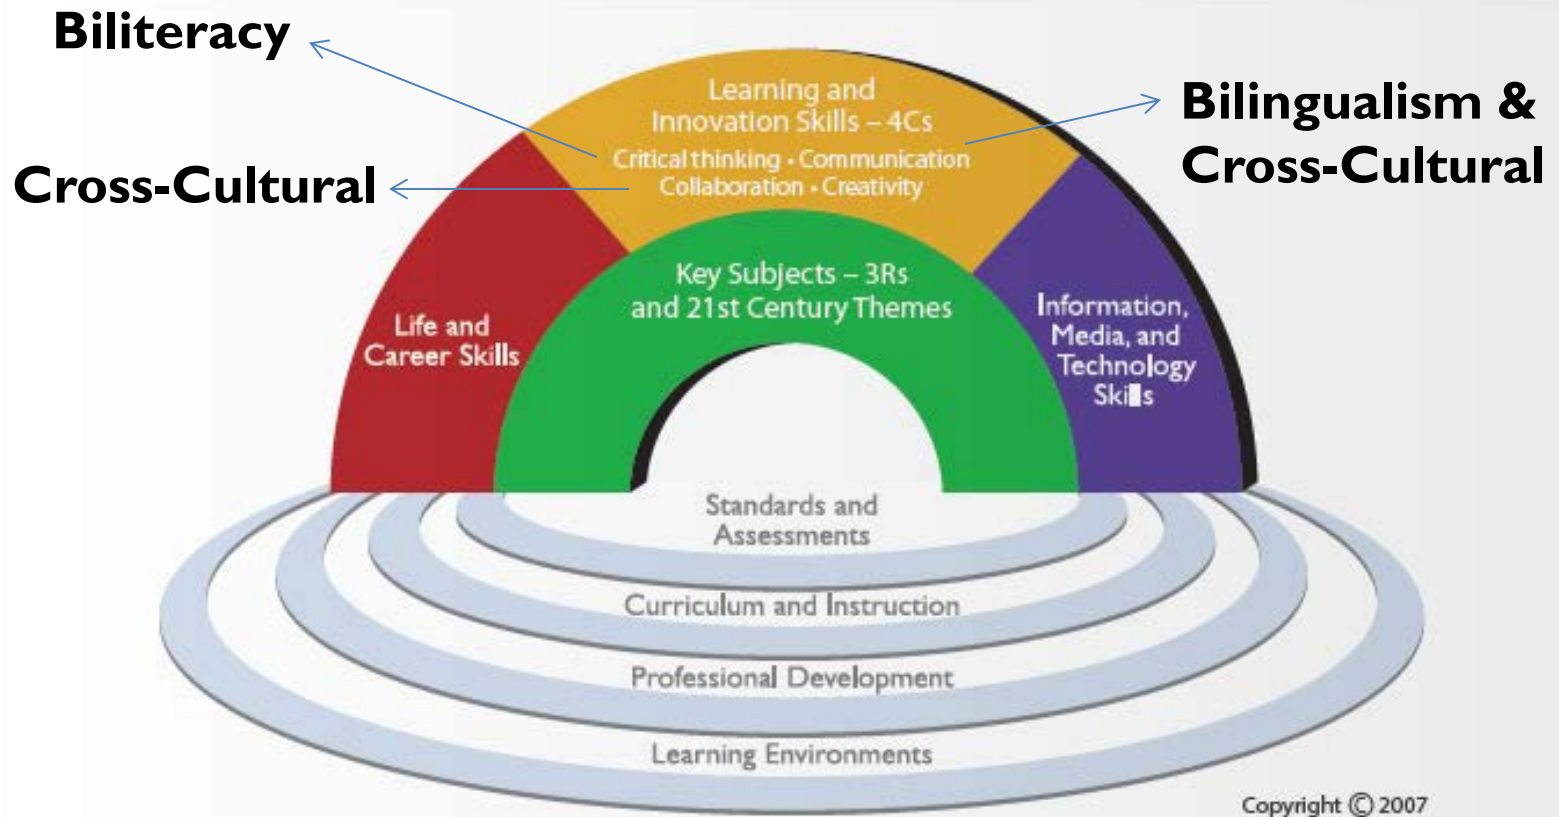 Biliteracy
Cross-Cultural
Bilingualism &
Cross-Cultural
Learning and
Innovation Skills – 4Cs
Critical thinking • Communication
Collaboration • Creativity
Key Subjects – 3Rs
and 21st Century Themes
Life and
Career Skills
Information,
Media, and
Technology
Skills
Standards and
Assessments
Curriculum and Instruction
Professional Development
Learning Environments
Copyright © 2007